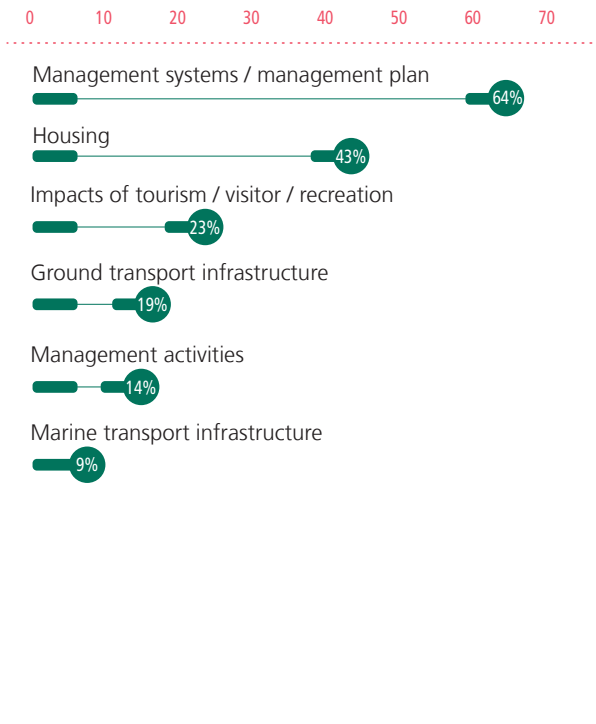 0 10 20 30 40 50 60 70
Management systems / management plan
64%
Housing
43%
Impacts of tourism / visitor / recreation
23%
Ground transport infrastructure
19%
Management activities
14%
Marine transport infrastructure
9%